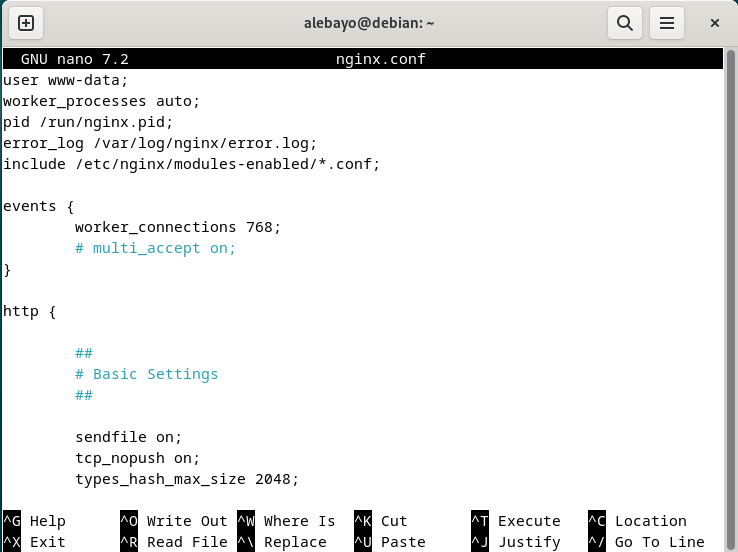 alebayo@debian: ~
GNU nano 7.2 nginx.conf
user www-data;
worker_processes auto;
pid /run/nginx.pid;
error_log /var/log/nginx/error.log;
include /etc/nginx/modules-enabled/*.conf;
events {
worker_connections 768;
# multi_accept on;
}
http {
##
# Basic Settings
##
sendfile on;
tcp_nopush on;
types_hash_max_size 2048;
^G Help ^O Write Out ^W Where Is ^K Cut ^T Execute ^C Location
^X Exit ^R Read File ^\ Replace ^U Paste ^J Justify ^/ Go To Line